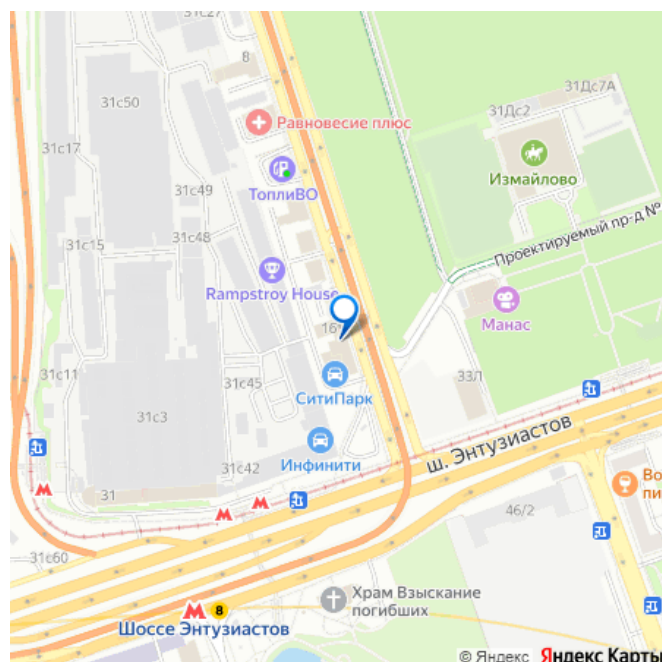 31с27
8
31с50
31Дс7А
31Дс2
Равновесие плюс
31с17
Измайлово
31с49
ТопливО
31с48
31с15
Проектируемый пр-д №
Rampstroy House
Манас
16
31с11
31с45
СитиПарк
33Л
31с3
ш. Энтузиастов
Инфинити
31с42
31
Во
пи
46/2
31с60
Храм Взыскание
погибших
8
Шоссе Энтузиастов
© Яндекс Яндекс Карты